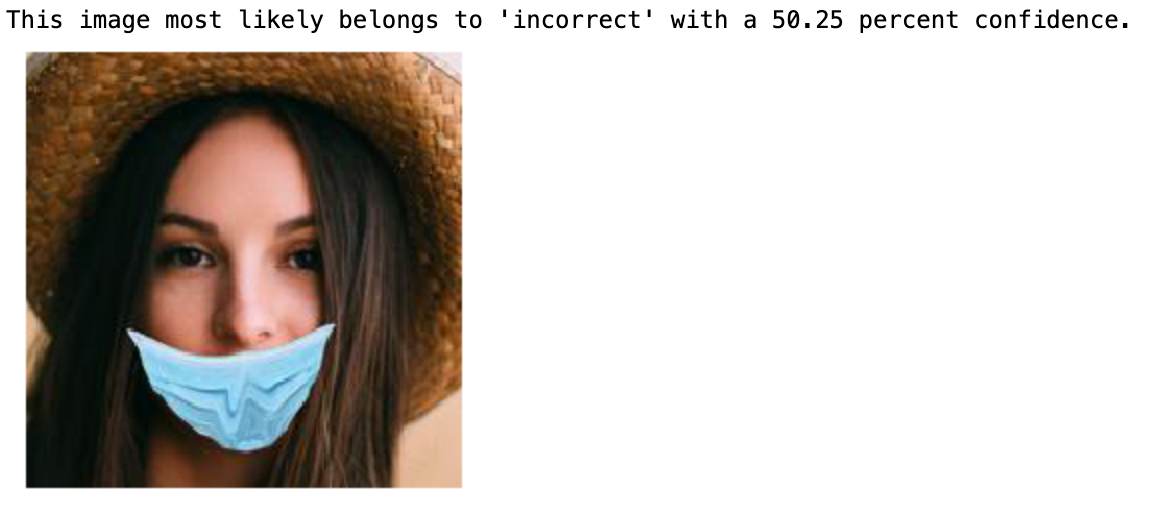 This image most likely belongs to 'incorrect' with a 50.25 percent confidence.